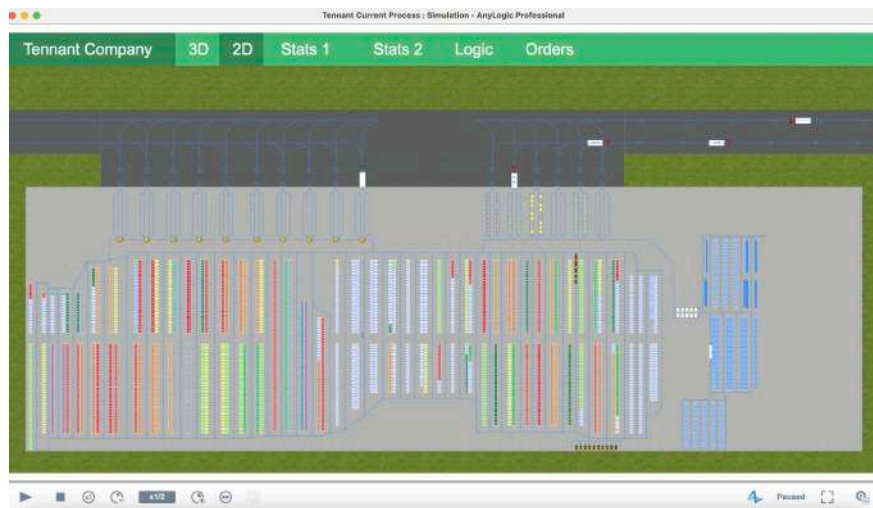 Tennant Current Process : Simulation - AnyLogic Professional
Tennant Company 3D 2D Stats 1 Stats 2 Logic Orders
x1/2 Paused